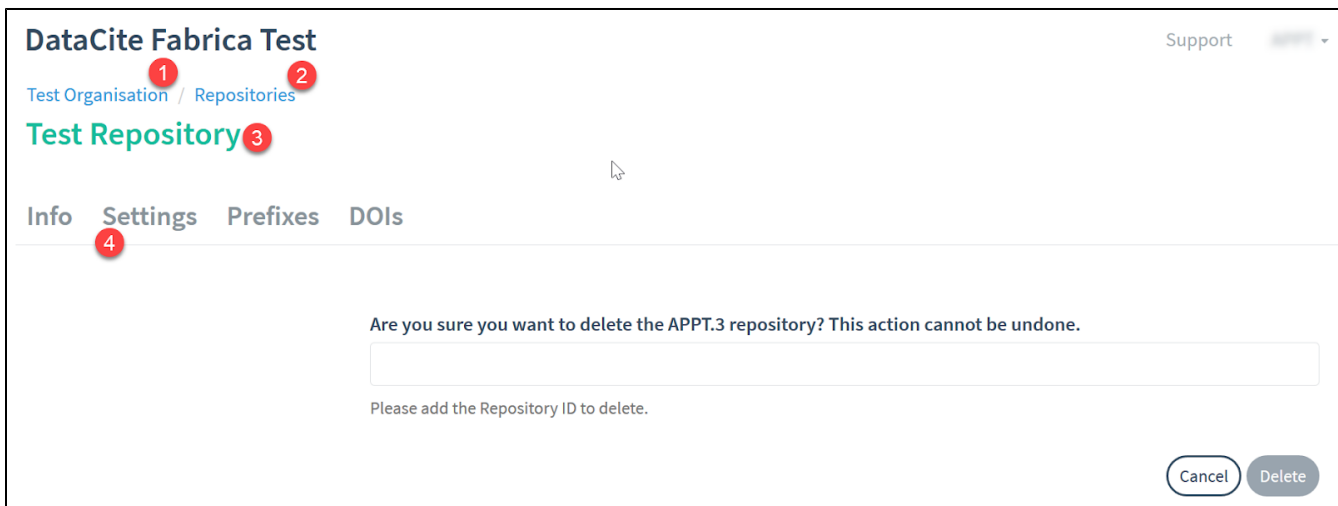 DataCite Fabrica Test
Support
1
2
Test Organisation / Repositories
Test Repository 3
Info Settings Prefixes DOIs
4
Are you sure you want to delete the APPT.3 repository? This action cannot be undone.
Please add the Repository ID to delete.
Cancel Delete